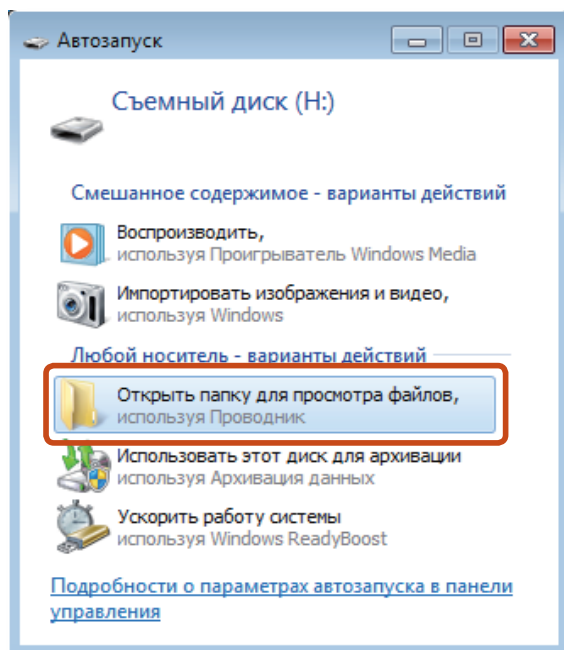 Автозапуск
Съемный диск (H:)
Смешанное содержимое - варианты действий
Воспроизводить,
используя Проигрыватель Windows Media
Импортировать изображения и видео,
используя Windows
Любой носитель - варианты действий
Открыть папку для просмотра файлов,
используя Проводник
Использовать этот диск для архивации
используя Архивация данных
Ускорить работу системы
используя Windows ReadyBoost
Подробности о параметрах автозапуска в панели
управления